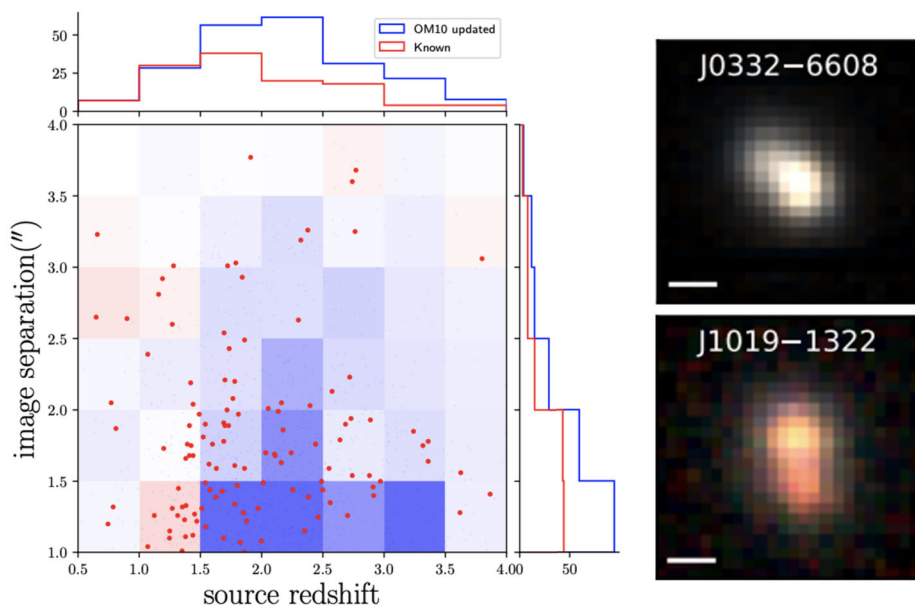 50
25
0
OM10 updated
Known
4.0
3.5
3.0
2.5
2.0
1.5
1.0
image separation(″)
0.5 1.0 1.5 2.0 2.5 3.0 3.5 4.0
50
source redshift
J0332−6608
J1019−1322